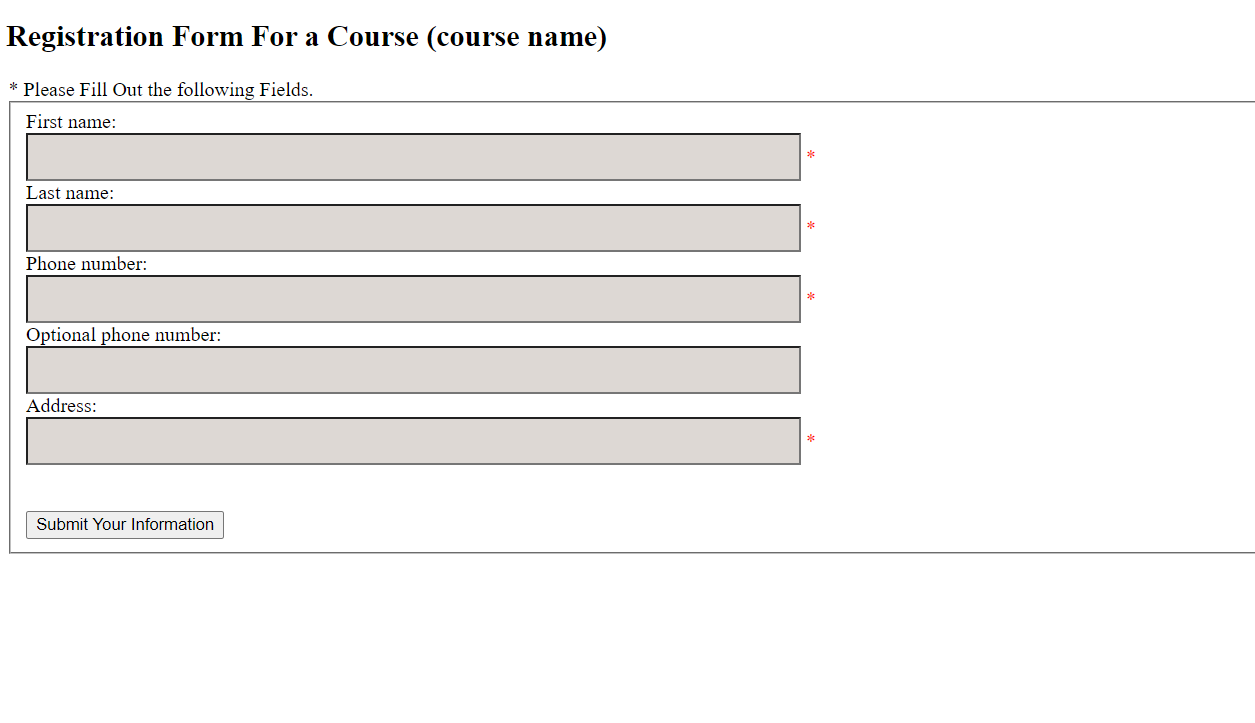 Registration Form For a Course (course name)
* Please Fill Out the following Fields.
First name:
*
Last name:
*
Phone number:
*
Optional phone number:
Address:
*
Submit Your Information